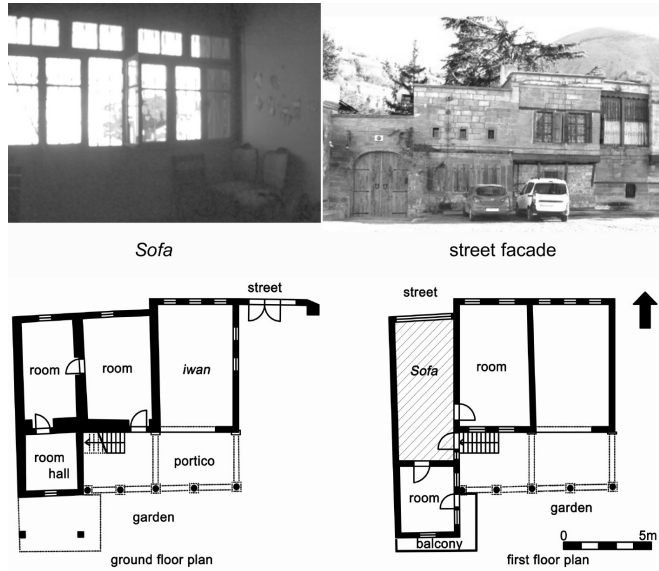 Sofa
street facade
street
room
room
iwan
room
hall
portico
garden
ground floor plan
street
Sofa
room
room
balcony
garden
0
5m
first floor plan